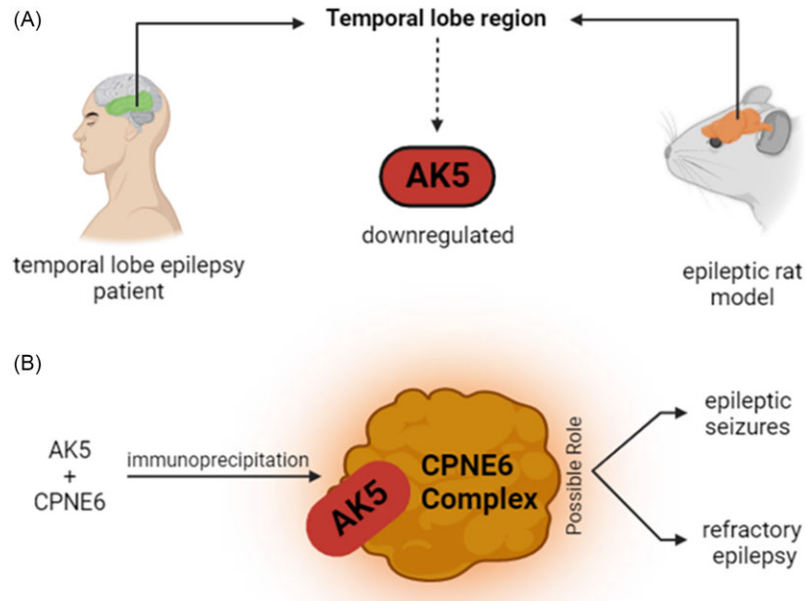 (A)
Temporal lobe region
AK5
downregulated
temporal lobe epilepsy
patient
epileptic rat
model
(B)
AK5
+
CPNE6
immunoprecipitation
AK5
CPNE6
Complex
Possible Role
epileptic
seizures
refractory
epilepsy